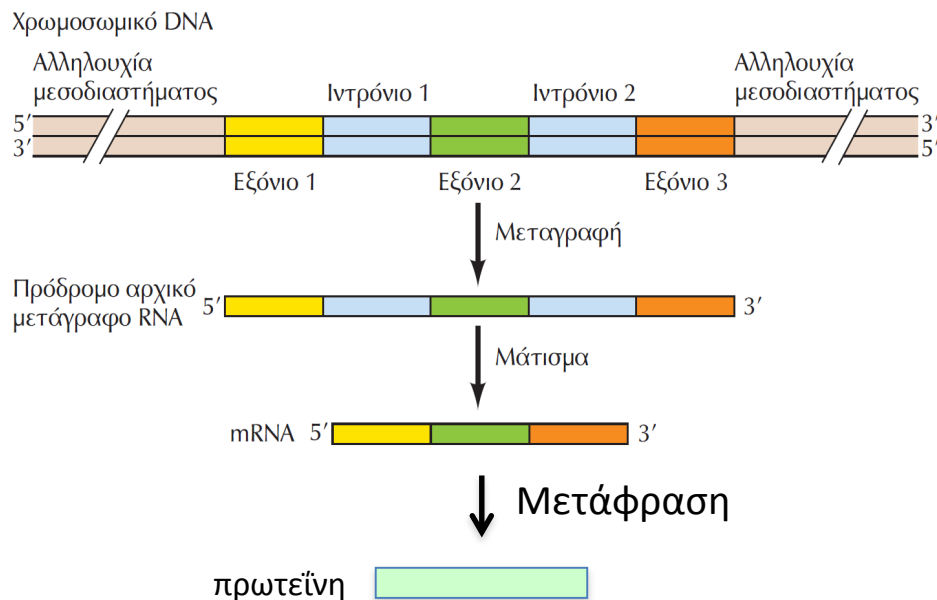 Χρωμοσωμικό DNA
Αλληλουχία
μεσοδιαστήματος
Ιντρόνιο 1
Ιντρόνιο 2
Αλληλουχία
μεσοδιαστήματος
5′
3′
3′
5′
Εξόνιο 1
Εξόνιο 2
Εξόνιο 3
Μεταγραφή
Πρόδρομο αρχικό
μετάγραφο RNA
5′
3′
Μάτισμα
mRNA 5′
3′
Μετάφραση
πρωτεΐνη